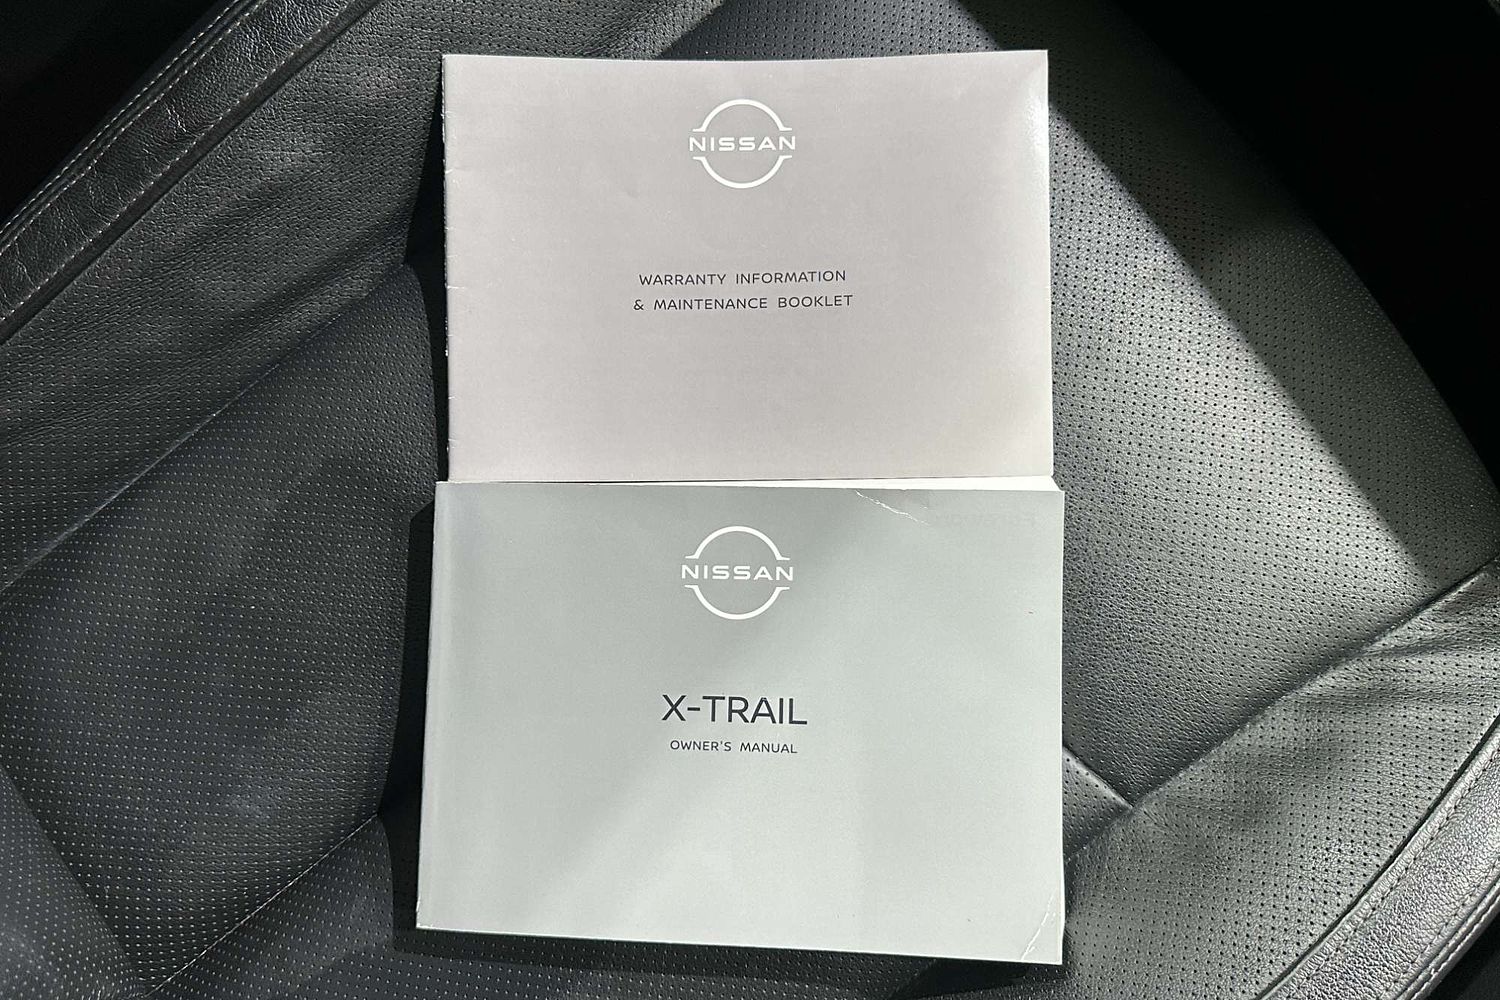 NISSAN
WARRANTY INFORMATION
& MAINTENANCE BOOKLET
NISSAN
X-TRAIL
OWNER'S MANUAL